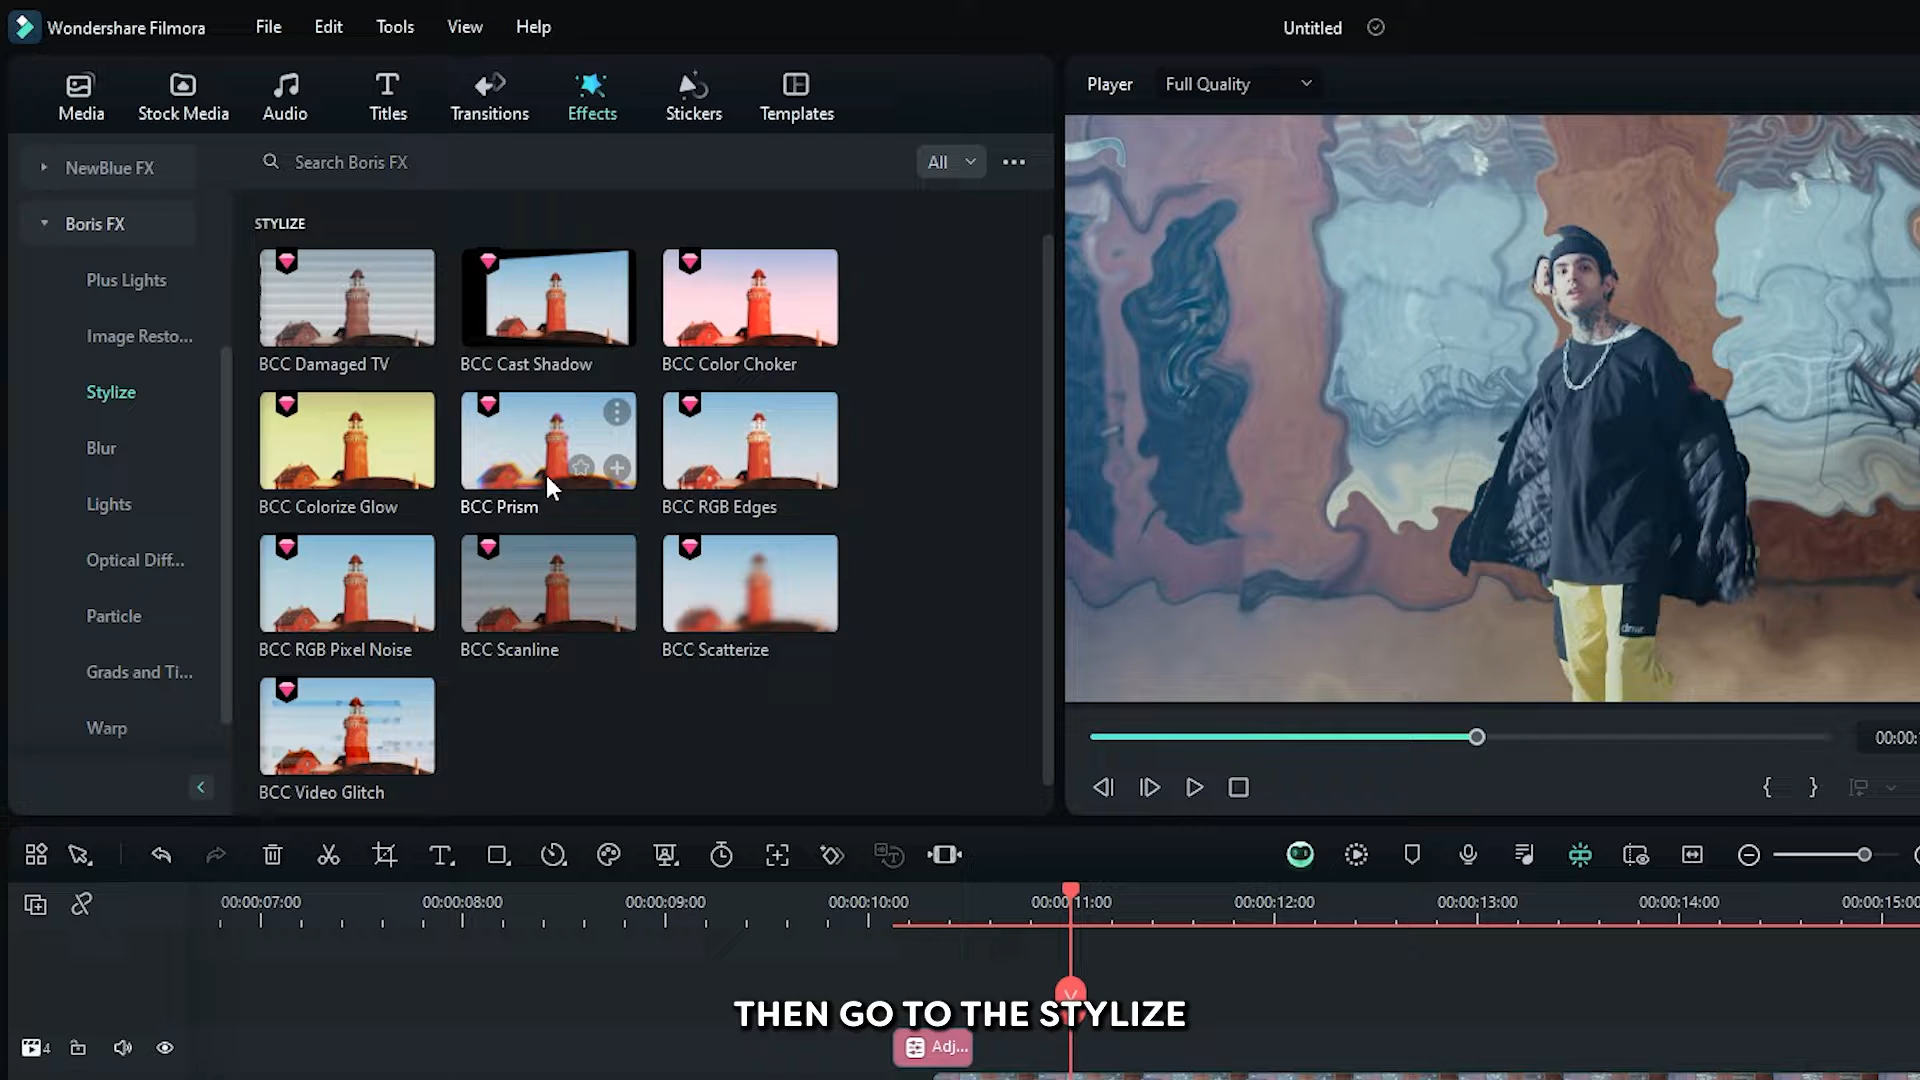 Wondershare Filmora
File
Edit
Tools
View
Help
Untitled
Media
Stock Media
Audio
Titles
Transitions
Effects
Stickers
Templates
Player
Full Quality
NewBlue FX
Search Boris FX
All
Boris FX
STYLIZE
Plus Lights
Image Resto...
Stylize
Blur
Lights
Optical Diff...
Particle
Grads and Ti...
Warp
BCC Damaged TV
BCC Cast Shadow
BCC Color Choker
BCC Colorize Glow
BCC Prism
BCC RGB Edges
BCC RGB Pixel Noise
BCC Scanline
BCC Scatterize
BCC Video Glitch
00:00:
00:00:07:00
00:00:08:00
00:00:09:00
00:00:10:00
00:00:11:00
00:00:12:00
00:00:13:00
00:00:14:00
00:00:15:00
THEN GO TO THE STYLIZE
4
Adj...